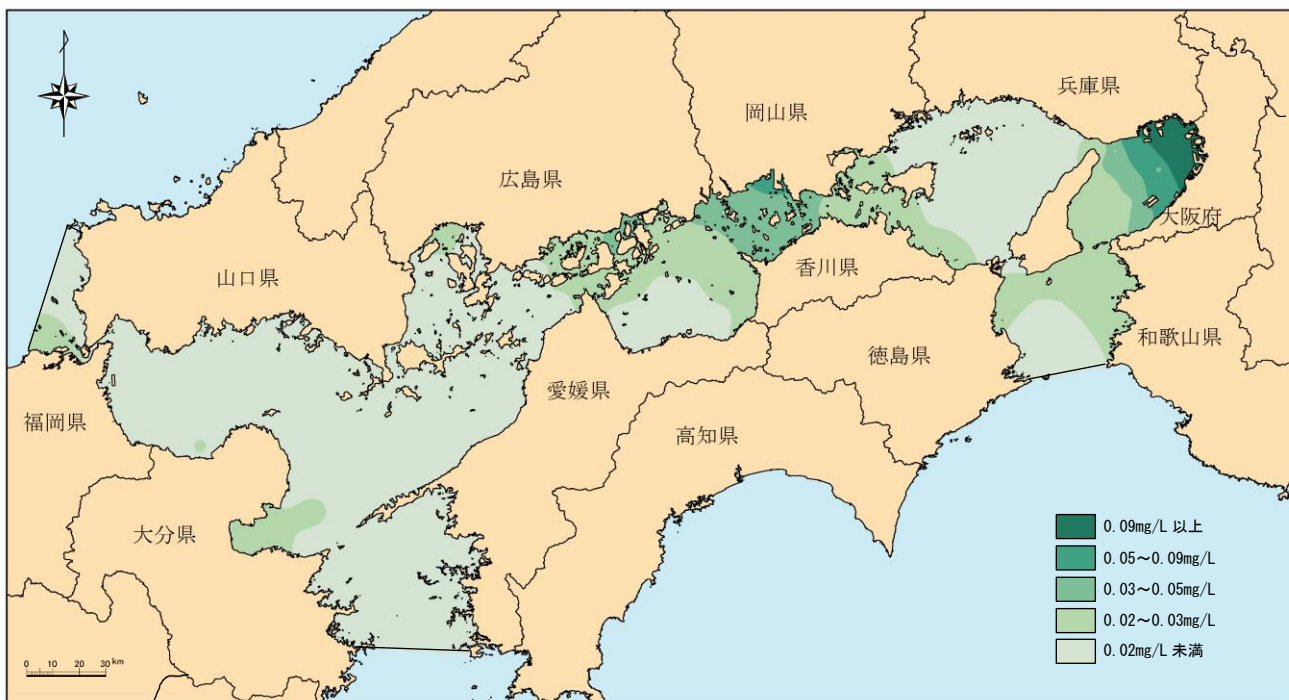 兵庫県
岡山県
広島県
大阪府
山口県
香川県
和歌山県
徳島県
愛媛県
福岡県
高知県
大分県
0.09mg/L 以上
0.05～0.09mg/L
0.03～0.05mg/L
0.02～0.03mg/L
0.02mg/L 未満
0 10 20 30 km